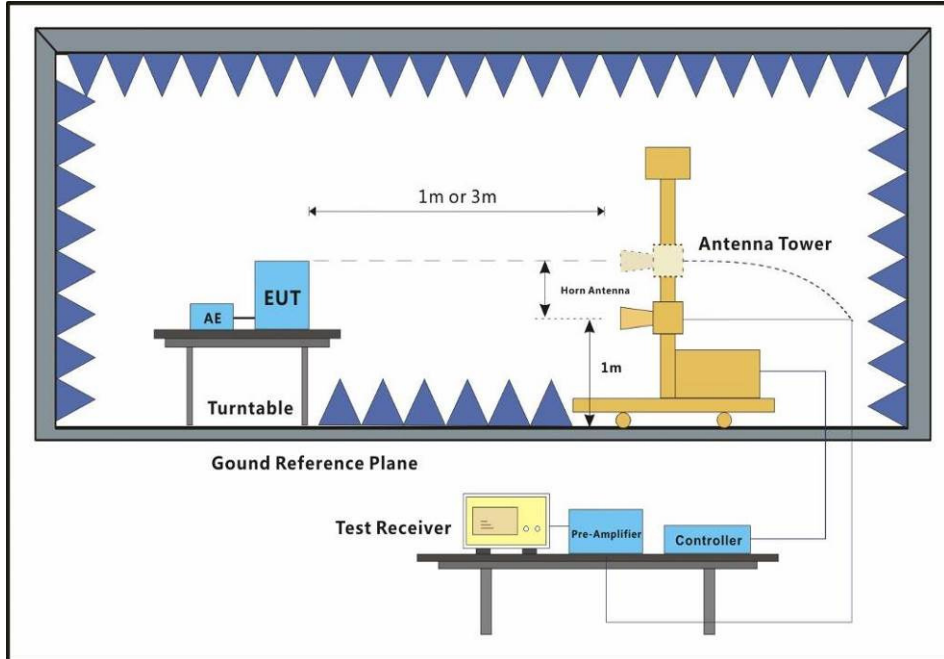 1m or 3m
Antenna Tower
Horn Antenna
EUT
AE
1m
Turntable
Gound Reference Plane
Test Receiver
Pre-Amplifier
Controller